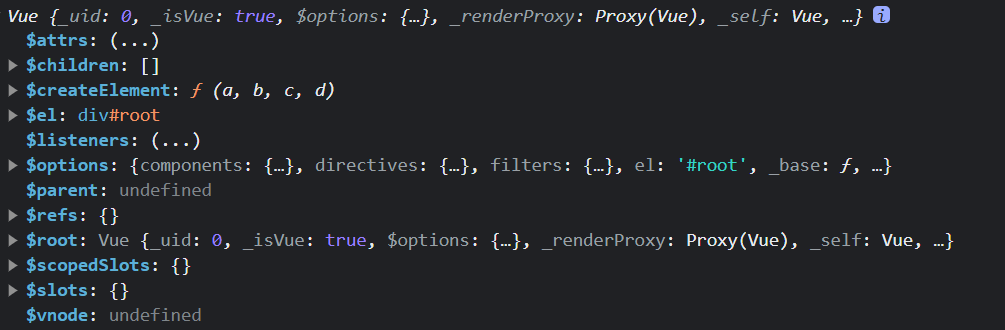 Vue {_uid: 0, _isVue: true, $options: {…}, _renderProxy: Proxy(Vue), _self: Vue, …} i
$attrs: (...)
$children: []
$createElement: ƒ (a, b, c, d)
$el: div#root
$listeners: (...)
$options: {components: {…}, directives: {…}, filters: {…}, el: '#root', _base: ƒ, …}
$parent: undefined
$refs: {}
$root: Vue {_uid: 0, _isVue: true, $options: {…}, _renderProxy: Proxy(Vue), _self: Vue, …}
$scopedSlots: {}
$slots: {}
$vnode: undefined